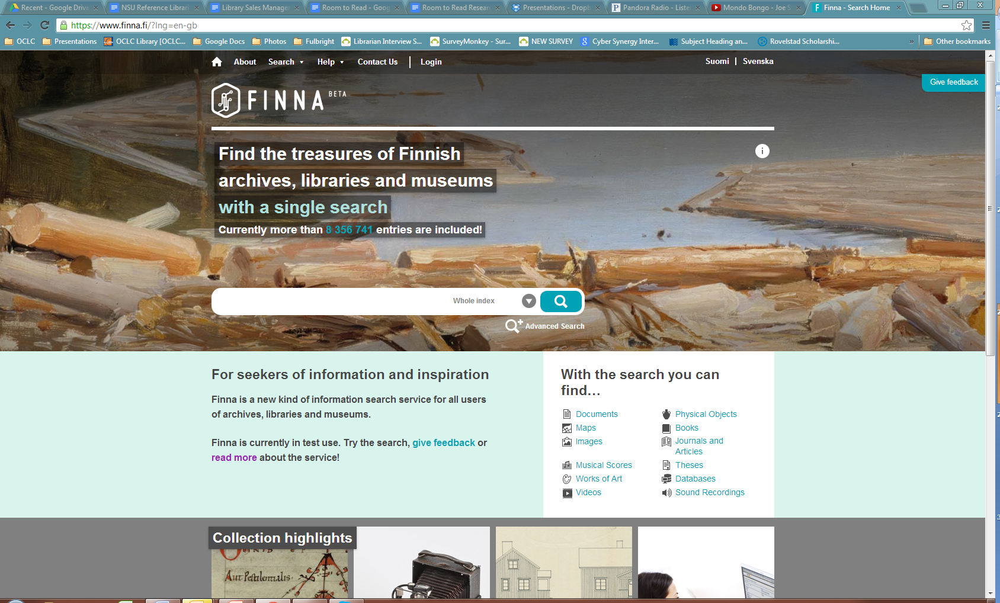 Recent - Google Drive
NSU Reference Librari
Library Sales Manager
Room to Read - Goog
Room to Read Resear
Presentations - Dropb
Pandora Radio - Liste
Mondo Bongo - Joe S
Finna - Search Home
https://www.finna.fi/?lng=en-gb
OCLC
Presentations
OCLC Library [OCLC...
Google Docs
Photos
Fulbright
Librarian Interview S...
SurveyMonkey - Sur...
NEW SURVEY
Cyber Synergy Inter...
Subject Heading an...
Rovelstad Scholarshi...
»
Other bookmarks
About
Search
Help
Contact Us
Login
Suomi | Svenska
Give feedback
FINNA BETA
Find the treasures of Finnish
archives, libraries and museums
with a single search
Currently more than 8 356 741 entries are included!
i
Whole index
Advanced Search
For seekers of information and inspiration
Finna is a new kind of information search service for all users
of archives, libraries and museums.
Finna is currently in test use. Try the search, give feedback or
read more about the service!
With the search you can
find...
Documents
Physical Objects
Maps
Books
Images
Journals and
Articles
Musical Scores
Theses
Works of Art
Databases
Videos
Sound Recordings
Collection highlights